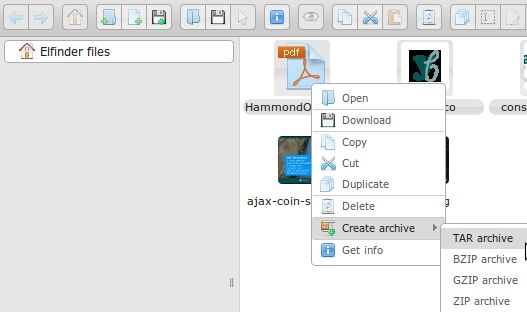 Elfinder files
pdf
HammondO
co
cons
Open
Download
Copy
Cut
Duplicate
ajax-coin-s
g
Delete
Create archive
TAR archive
Get info
BZIP archive
GZIP archive
ZIP archive